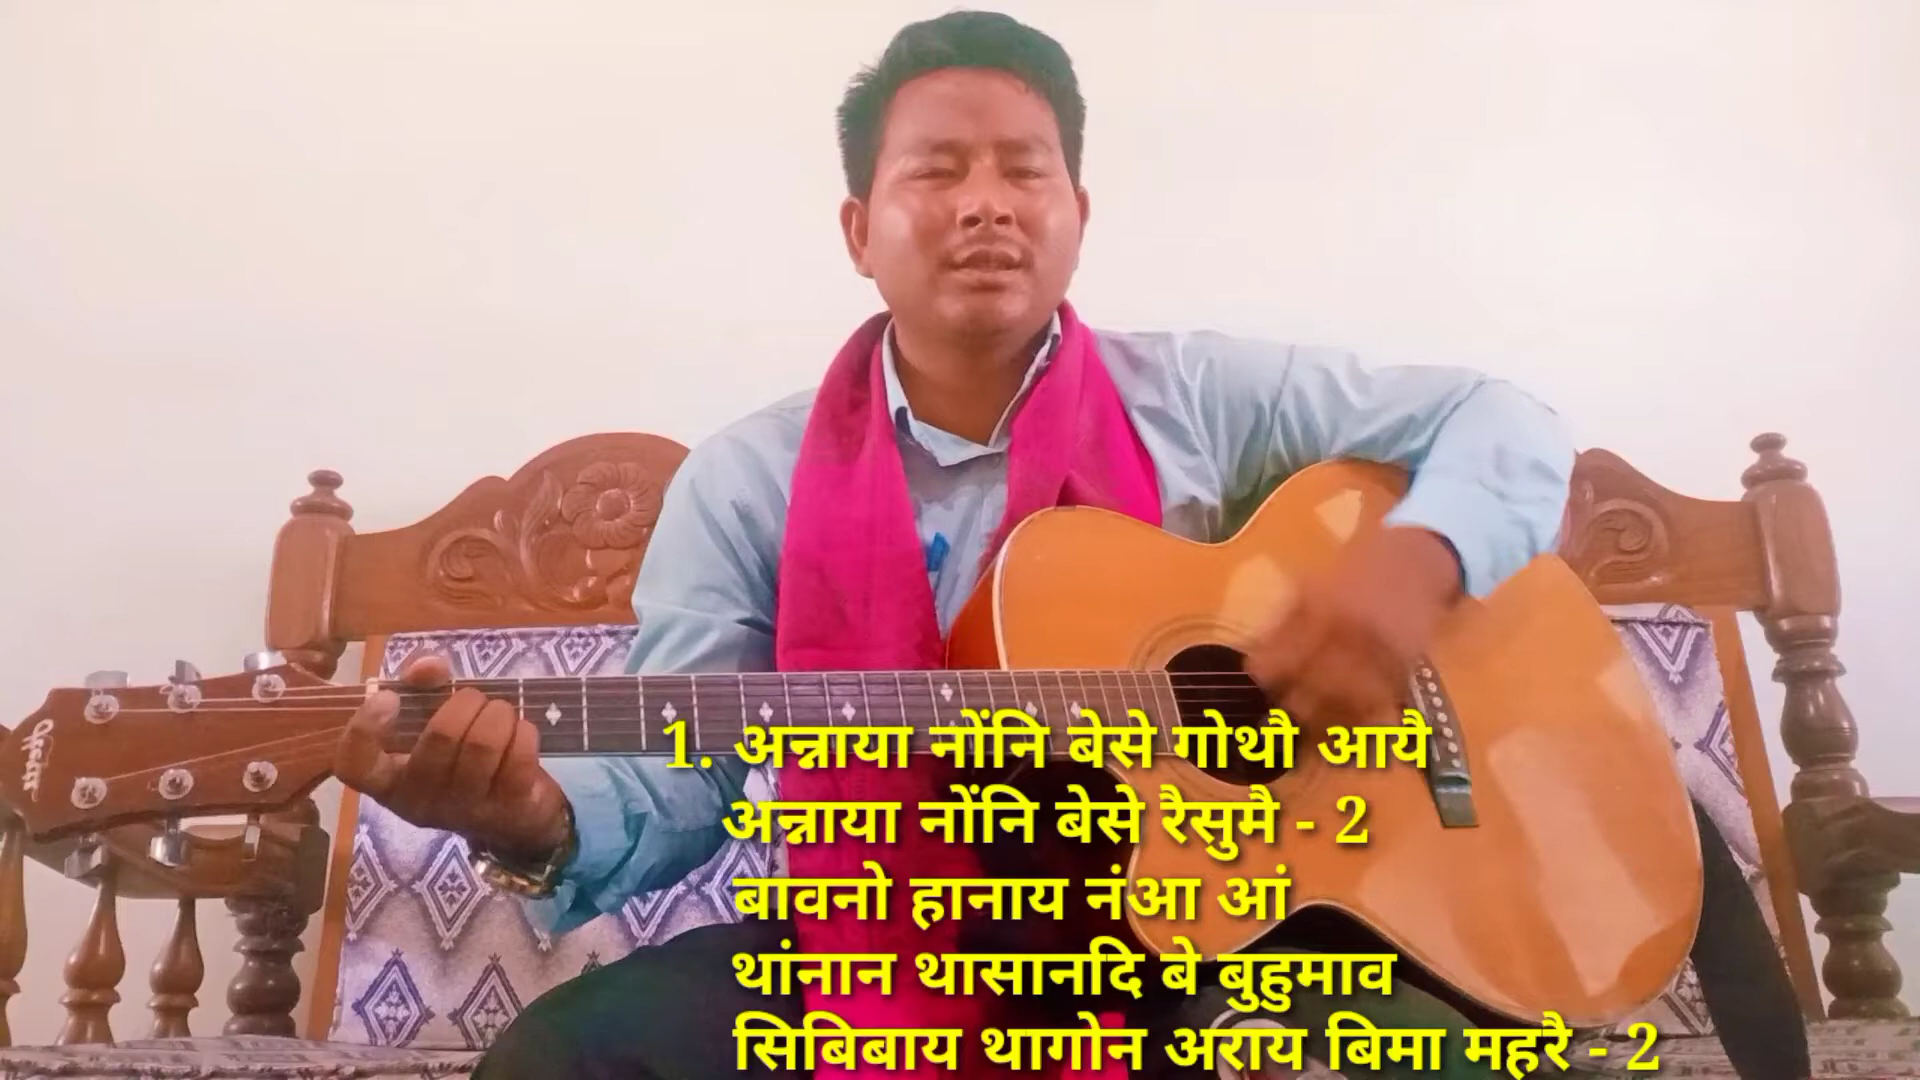 1. अन्नाया नोंनि बेसे गोथौ आयै
अन्नाया नोंनि बेसे रैसुमै - 2
बावनो हानाय नंआ आं
थांनान थासानदि बे बुहुमाव
सिबिबाय थागोन अराय बिमा महरै - 2